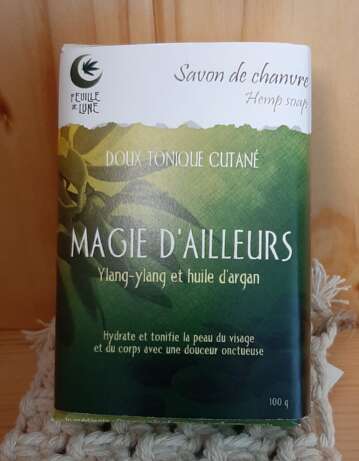 FEUILLE
DE LUNE
Savon de chanvre
Hemp soap
DOUX TONIQUE CUTANÉ
MAGIE D'AILLEURS
Ylang-ylang et huile d'argan
Hydrate et tonifie la peau du visage
et du corps avec une douceur onctueuse
100 g